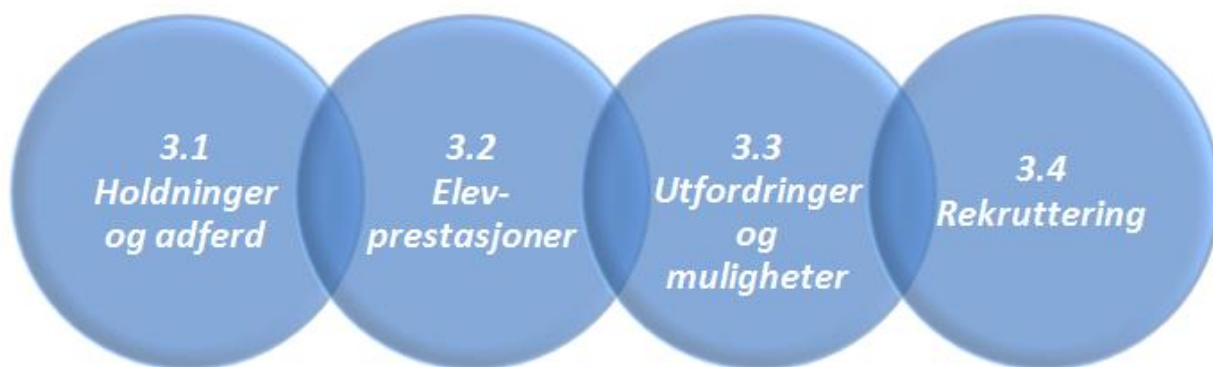 3.1
Holdninger
og adferd
3.2
Elev-
prestasjoner
3.3
Utfordringer
og
muligheter
3.4
Rekruttering